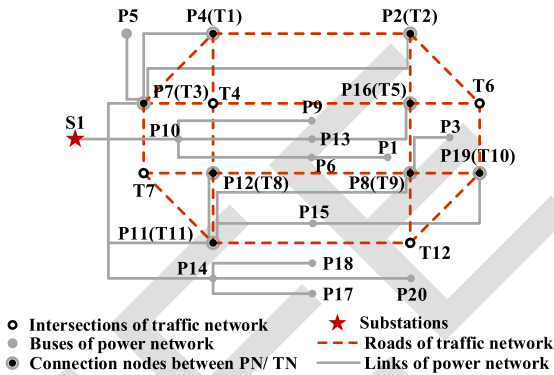 P5 P4(T1) P2(T2)
P7(T3) T4 P16(T5) T6
S1 P10 P9 P3
P13
P6 P1 P19(T10)
T7 P12(T8) P8(T9)
P15
P11(T11) T12
P14 P18
P17 P20
Intersections of traffic network Substations
Buses of power network Roads of traffic network
Connection nodes between PN/ TN Links of power network